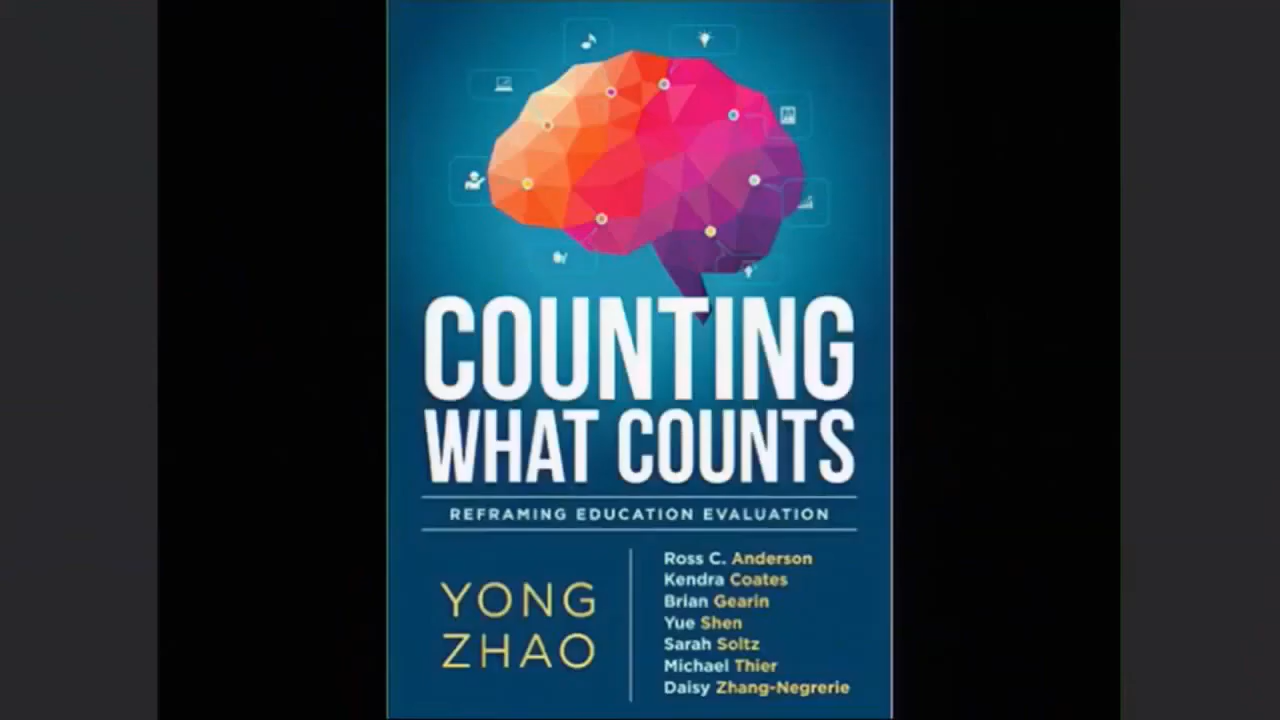 COUNTING
WHAT COUNTS
REFRAMING EDUCATION EVALUATION
YONG
ZHAO
Ross C. Anderson
Kendra Coates
Brian Gearin
Yue Shen
Sarah Soltz
Michael Thier
Daisy Zhang-Negrerie